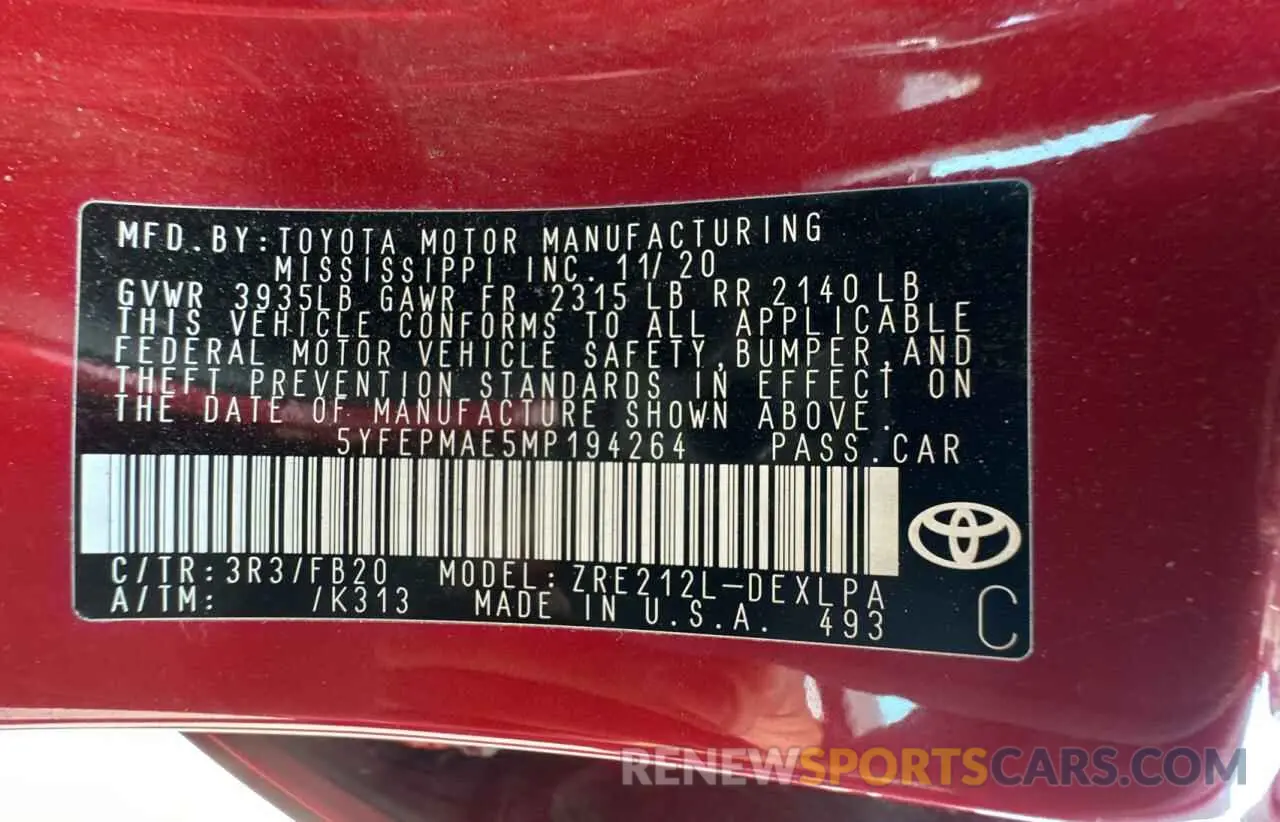 MFD.BY:TOYOTA MOTOR MANUFACTURING
MISSISSIPPI INC. 11/20
GVWR 3935LB GAWR FR 2315 LB RR 2140 LB
THIS VEHICLE CONFORMS TO ALL APPLICABLE
FEDERAL MOTOR VEHICLE SAFETY, BUMPER, AND
THEFT PREVENTION STANDARDS IN EFFECT ON
THE DATE OF MANUFACTURE SHOWN ABOVE.
5YFEPMAE5MP194264 PASS.CAR
C/TR:3R3/FB20 MODEL:ZRE212L-DEXLPA
A/TM: /K313 MADE IN U.S.A. 493
C
RENEWSPORTSCARS.COM